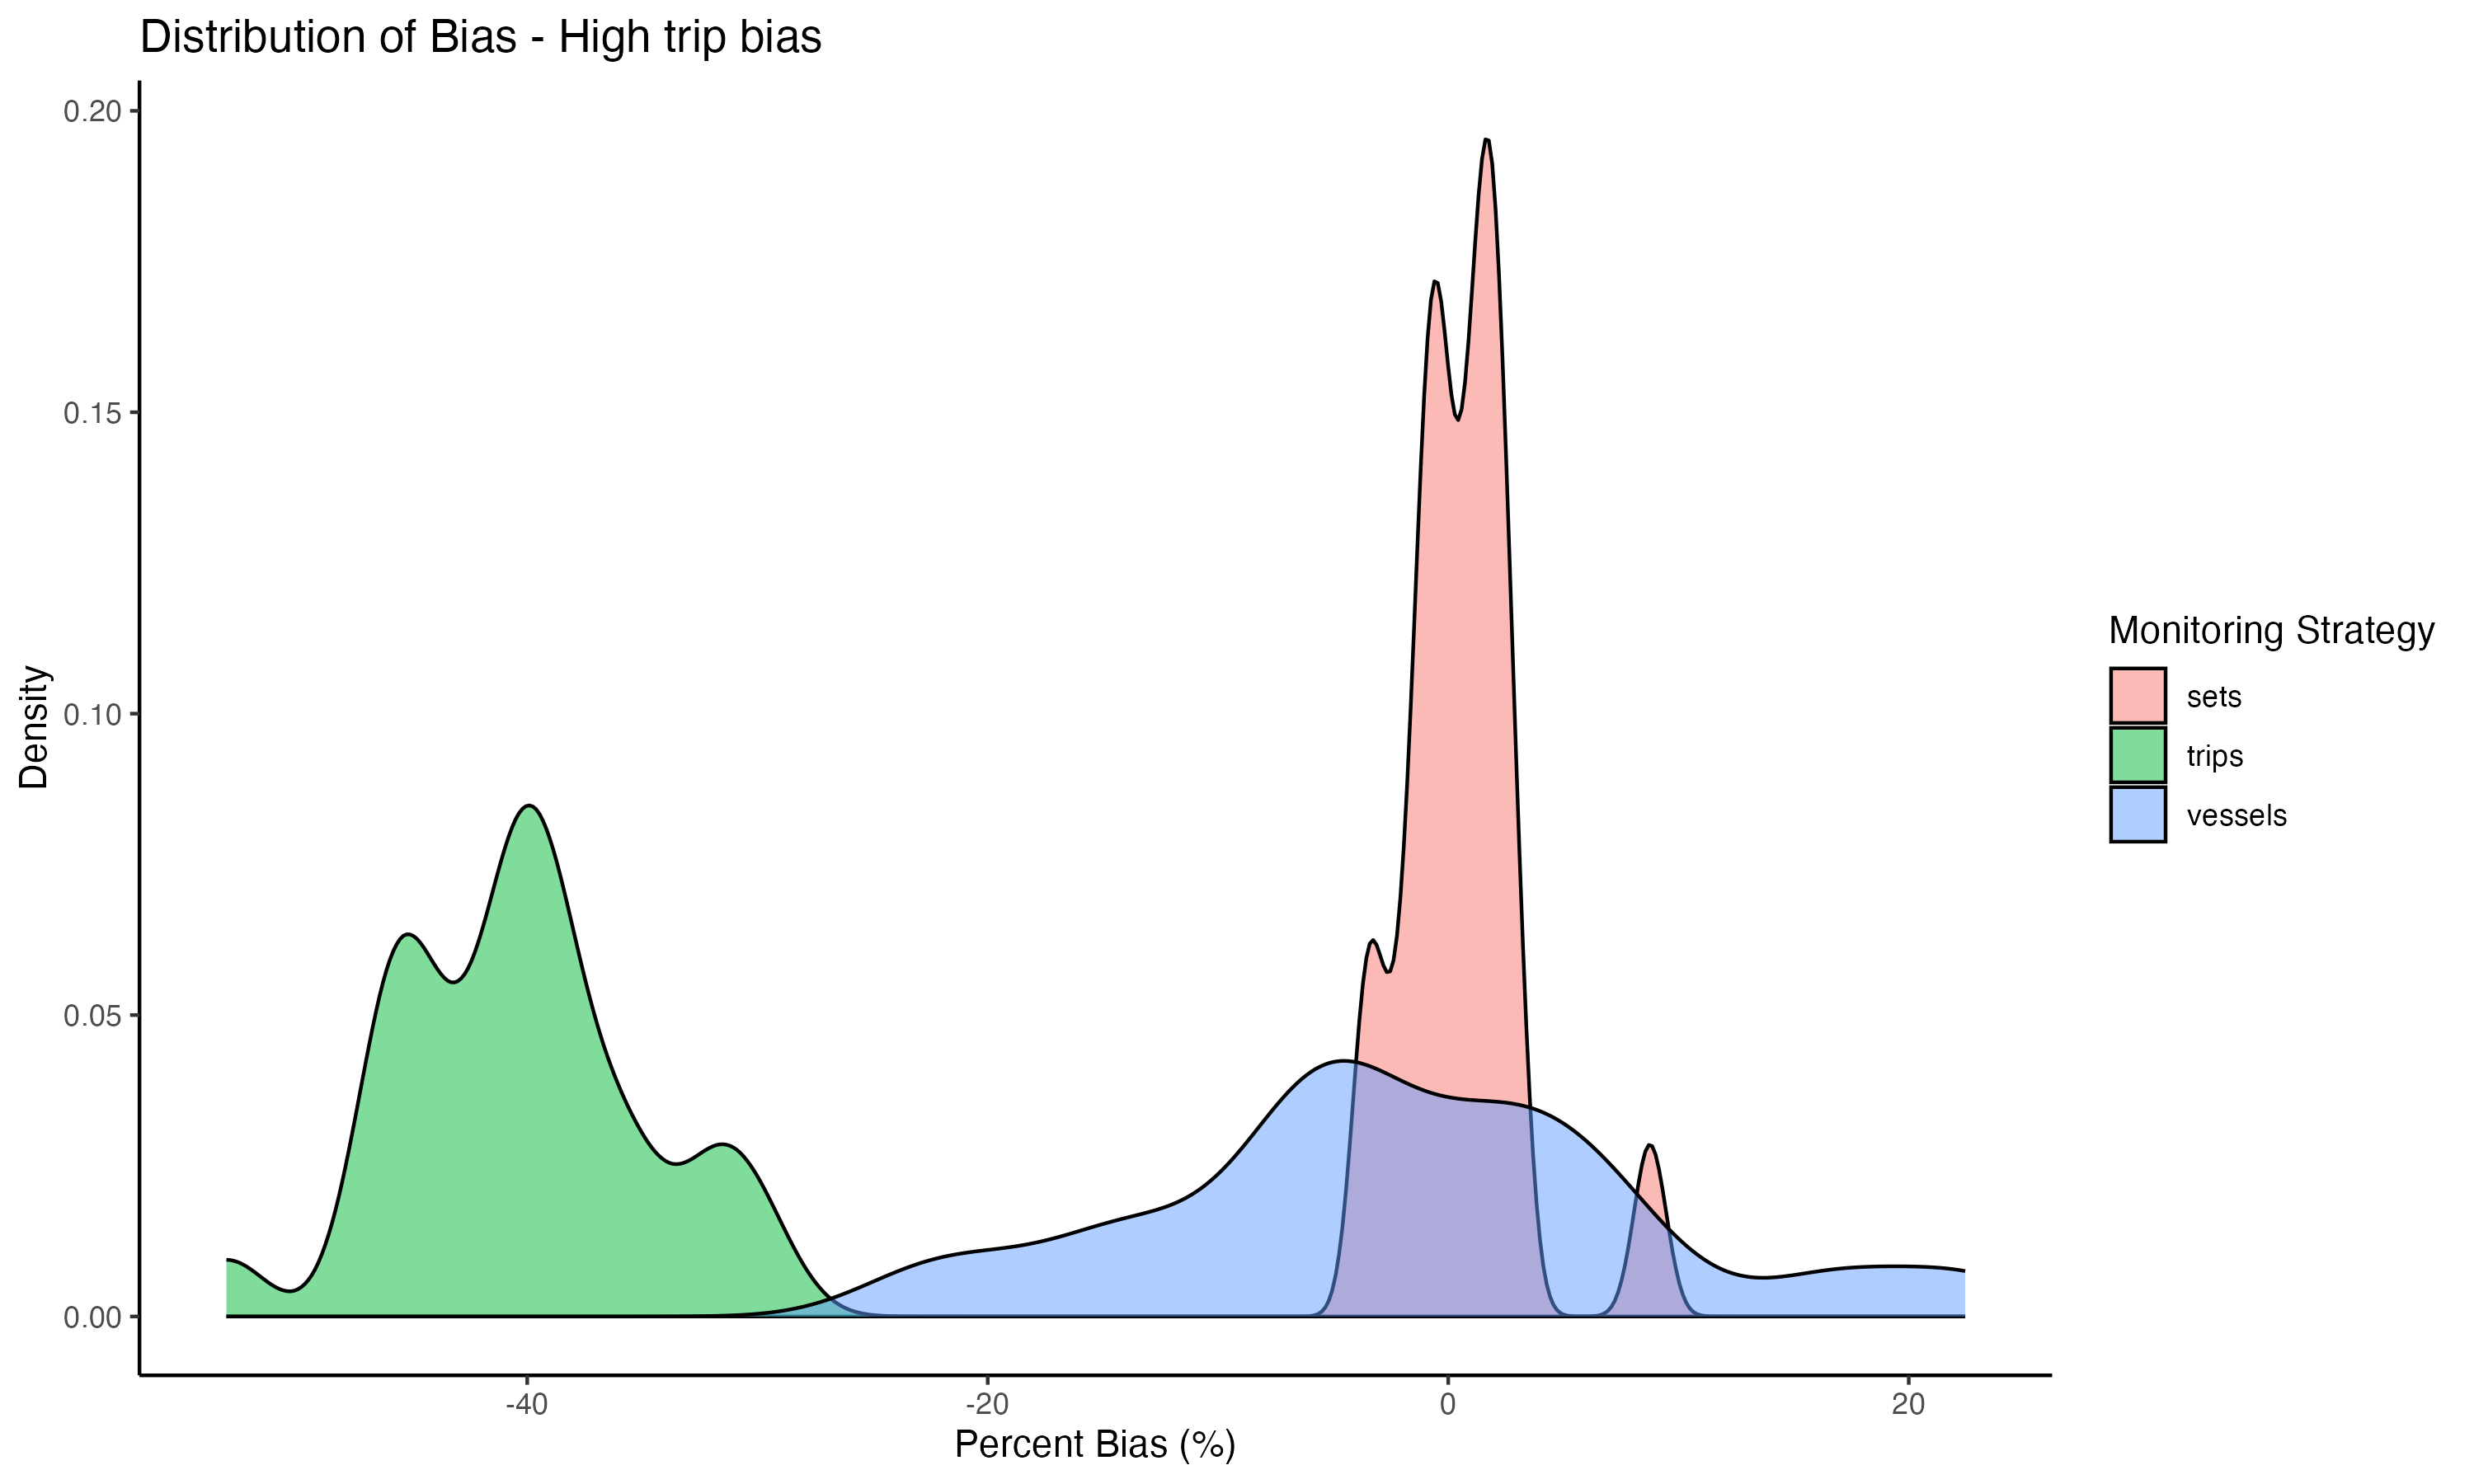 Distribution of Bias - High trip bias
0.20
0.15
0.10
0.05
0.00
Density
-40
-20
0
20
Percent Bias (%)
Monitoring Strategy
sets
trips
vessels